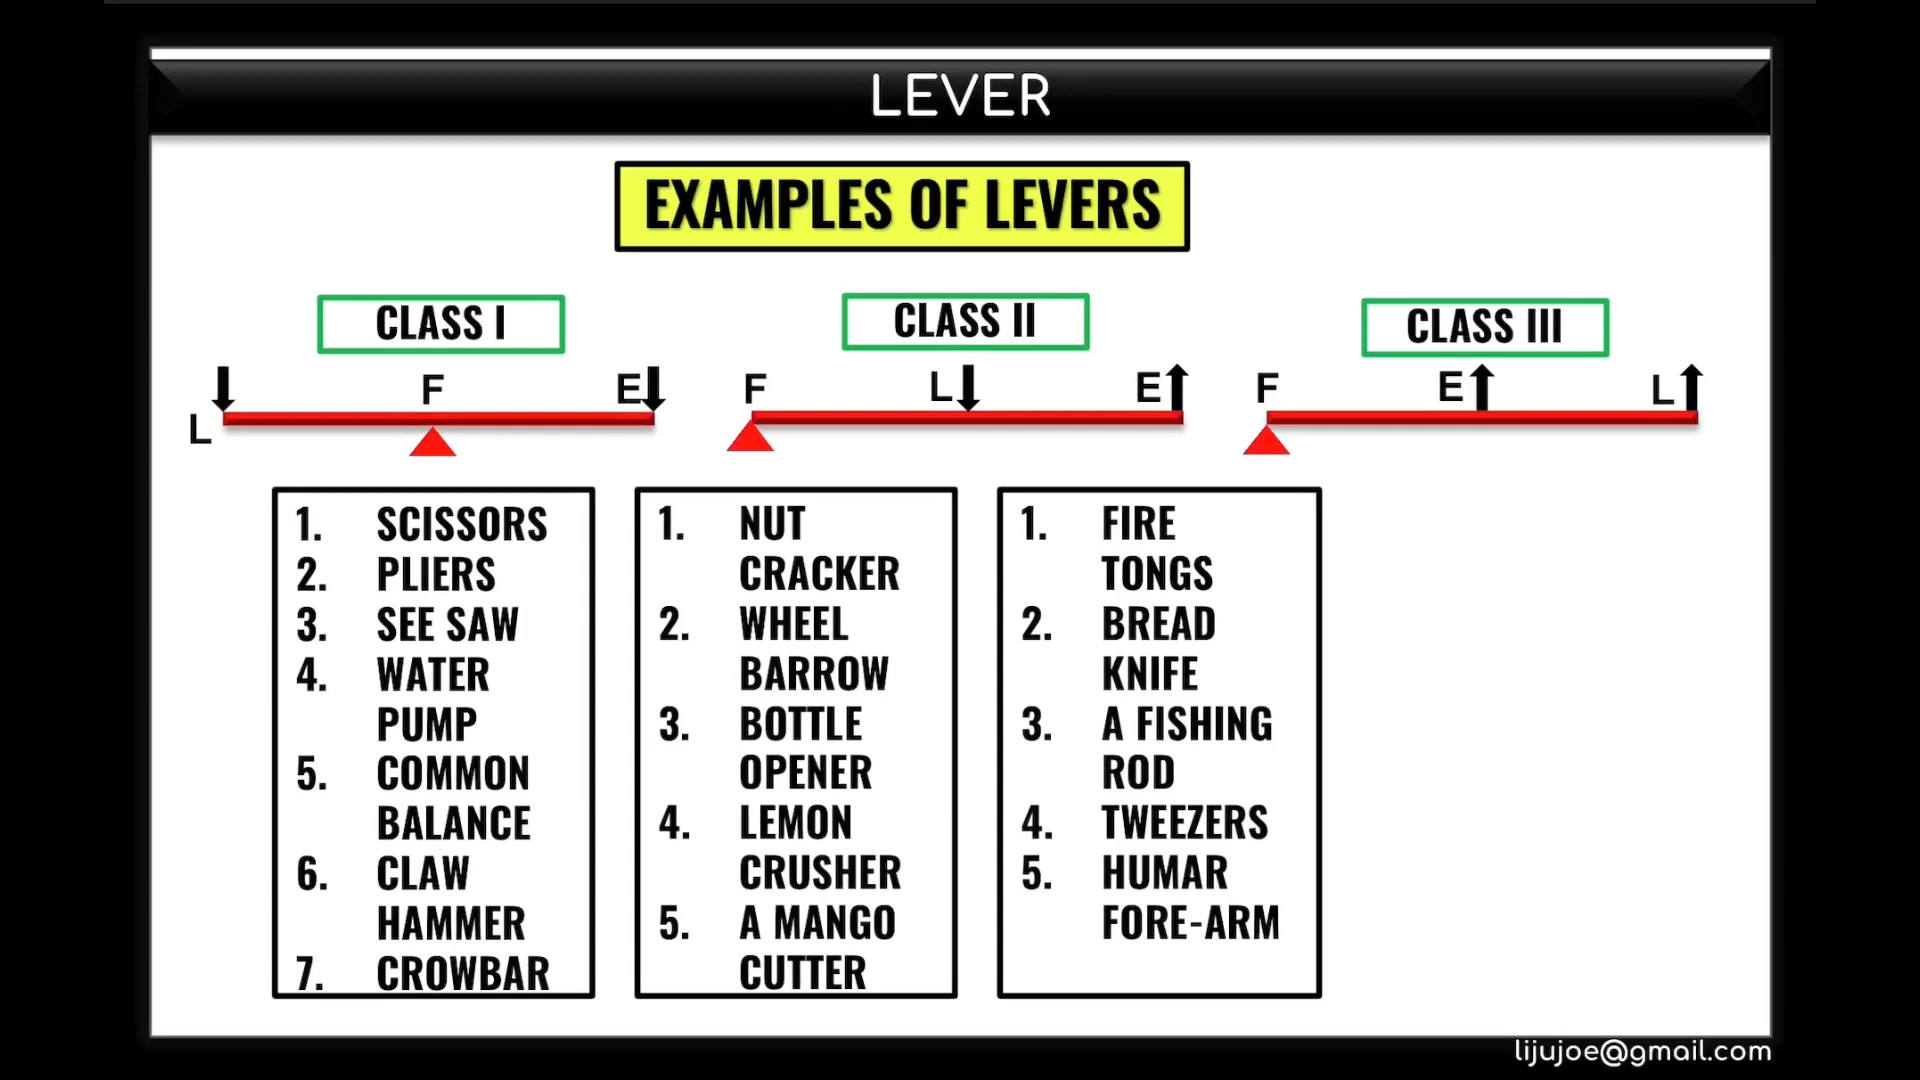 LEVER
EXAMPLES OF LEVERS
CLASS I
CLASS II
CLASS III
L F E
F L E
F E L
1. SCISSORS
2. PLIERS
3. SEE SAW
4. WATER
PUMP
5. COMMON
BALANCE
6. CLAW
HAMMER
7. CROWBAR
1. NUT
CRACKER
2. WHEEL
BARROW
3. BOTTLE
OPENER
4. LEMON
CRUSHER
5. A MANGO
CUTTER
1. FIRE
TONGS
2. BREAD
KNIFE
3. A FISHING
ROD
4. TWEEZERS
5. HUMAR
FORE-ARM
lijujoe@gmail.com